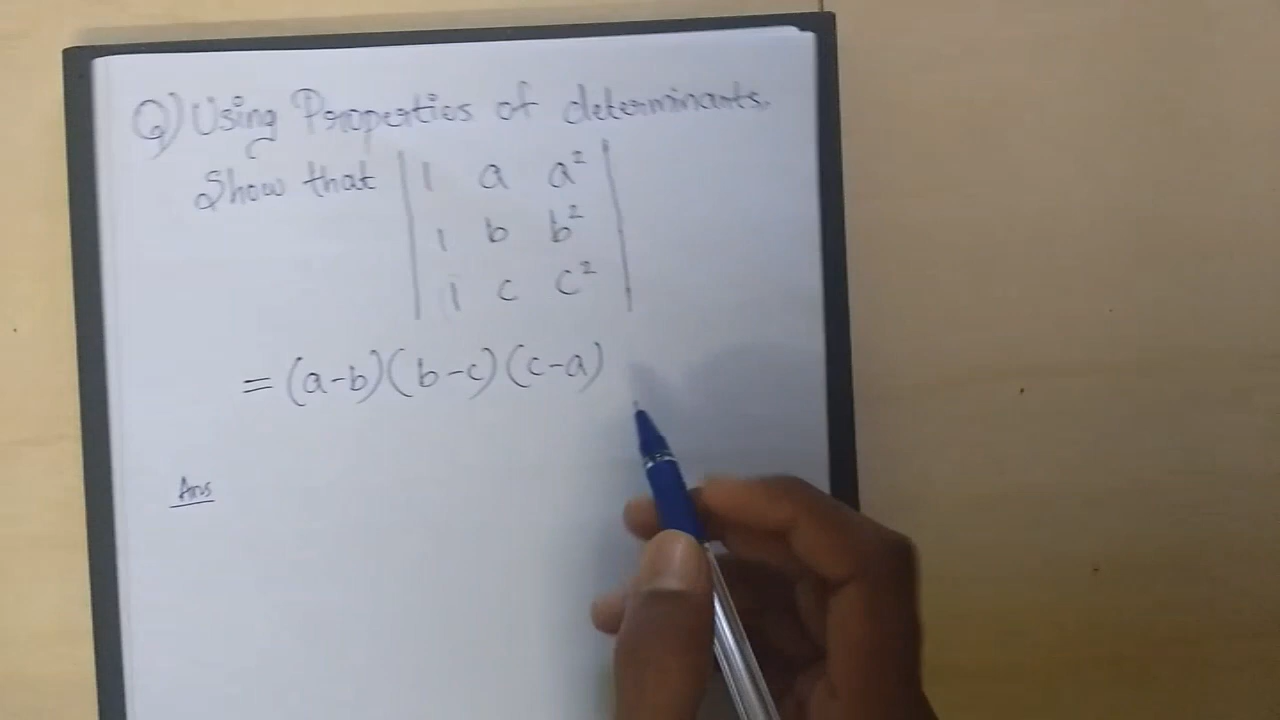 Q) Using Properties of determinants.
Show that | 1 a a² |
| 1 b b² |
| 1 c c² |
= (a-b)(b-c)(c-a)
Ans